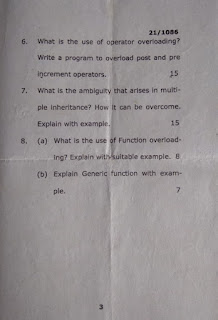 21/1086
6. What is the use of operator overloading?
Write a program to overload post and pre
increment operators. 15
7. What is the ambiguity that arises in multi-
ple inheritance? How it can be overcome.
Explain with example. 15
8. (a) What is the use of Function overload-
ing? Explain with suitable example. 8
(b) Explain Generic function with exam-
ple. 7
3